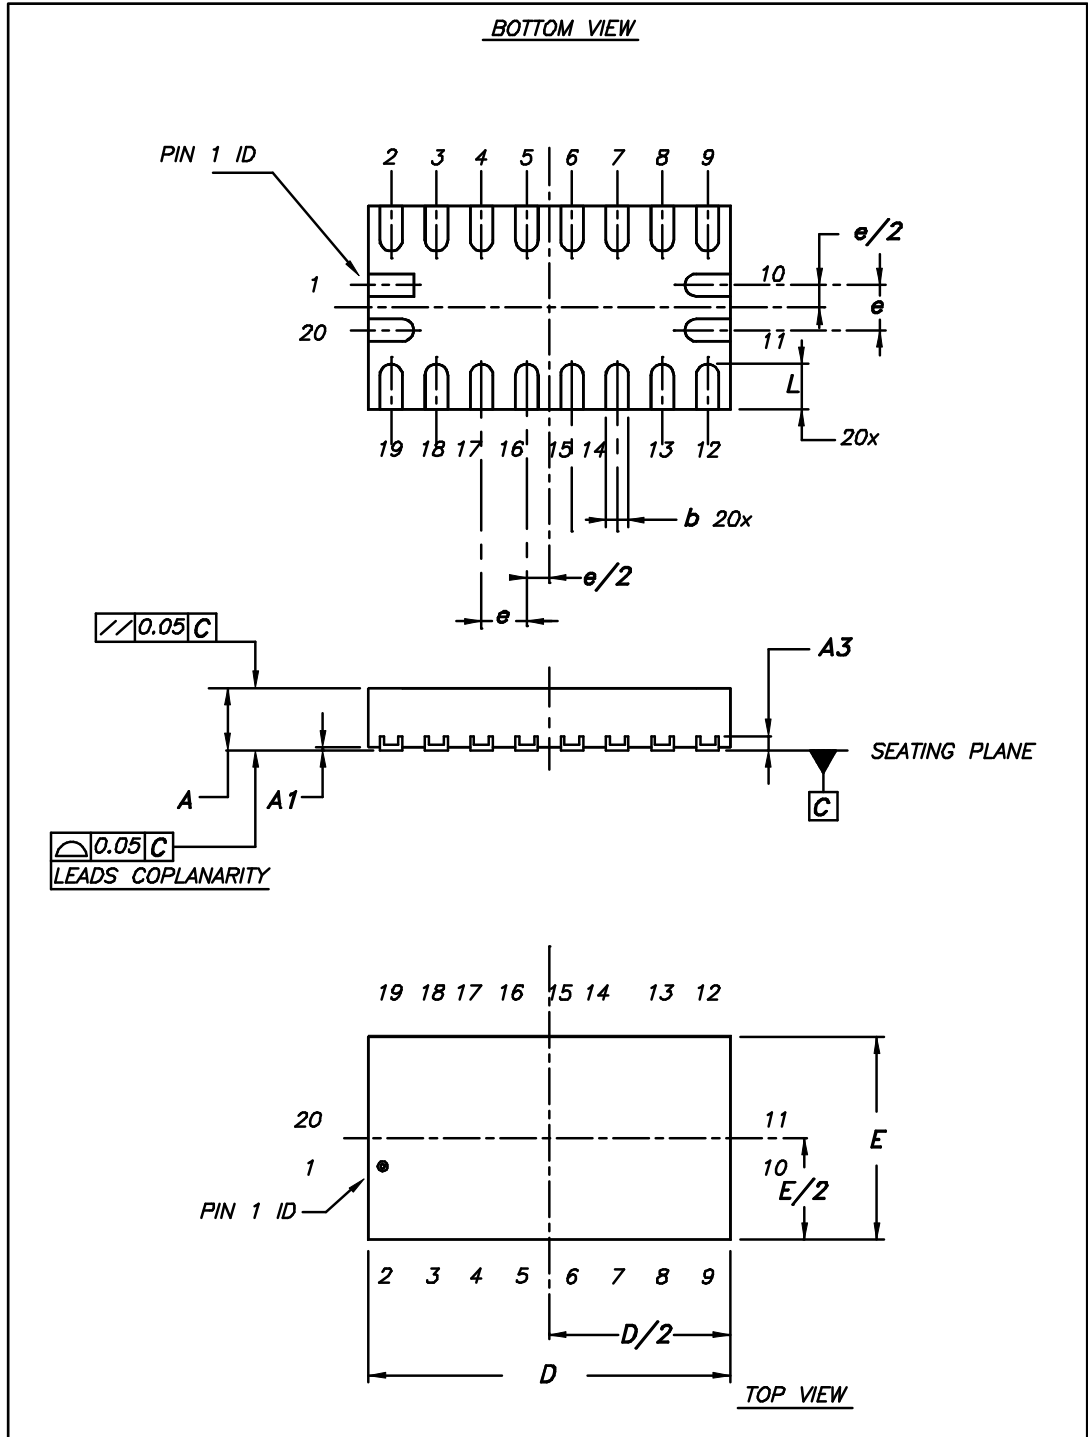 BOTTOM VIEW
PIN 1 ID
2 3 4 5 6 7 8 9
e/2
1
10
e
20
11
L
19 18 17 16 15 14 13 12
20x
b 20x
e/2
e
// 0.05 C
A3
SEATING PLANE
A
A1
C
0.05 C
LEADS COPLANARITY
19 18 17 16 15 14 13 12
20
11
E
1
10
E/2
PIN 1 ID
2 3 4 5 6 7 8 9
D/2
D
TOP VIEW